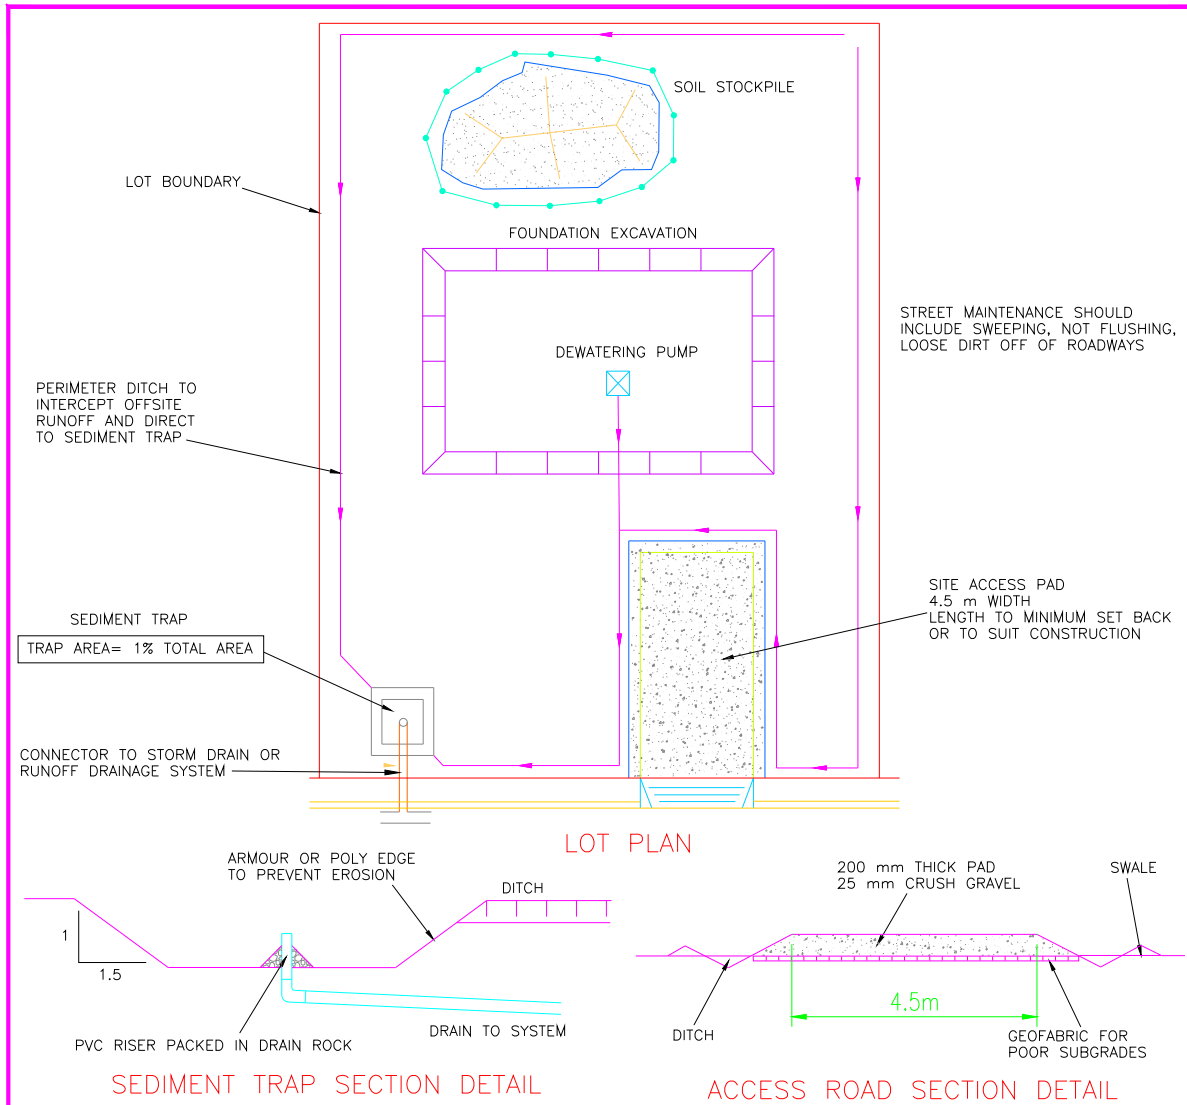 SOIL STOCKPILE
LOT BOUNDARY
FOUNDATION EXCAVATION
STREET MAINTENANCE SHOULD
INCLUDE SWEEPING, NOT FLUSHING,
LOOSE DIRT OFF OF ROADWAYS
DEWATERING PUMP
PERIMETER DITCH TO
INTERCEPT OFFSITE
RUNOFF AND DIRECT
TO SEDIMENT TRAP
SITE ACCESS PAD
4.5 m WIDTH
LENGTH TO MINIMUM SET BACK
OR TO SUIT CONSTRUCTION
SEDIMENT TRAP
TRAP AREA= 1% TOTAL AREA
CONNECTOR TO STORM DRAIN OR
RUNOFF DRAINAGE SYSTEM
LOT PLAN
ARMOUR OR POLY EDGE
TO PREVENT EROSION
DITCH
1
1.5
DRAIN TO SYSTEM
PVC RISER PACKED IN DRAIN ROCK
SEDIMENT TRAP SECTION DETAIL
200 mm THICK PAD
25 mm CRUSH GRAVEL
SWALE
4.5m
DITCH
GEOFABRIC FOR
POOR SUBGRADES
ACCESS ROAD SECTION DETAIL